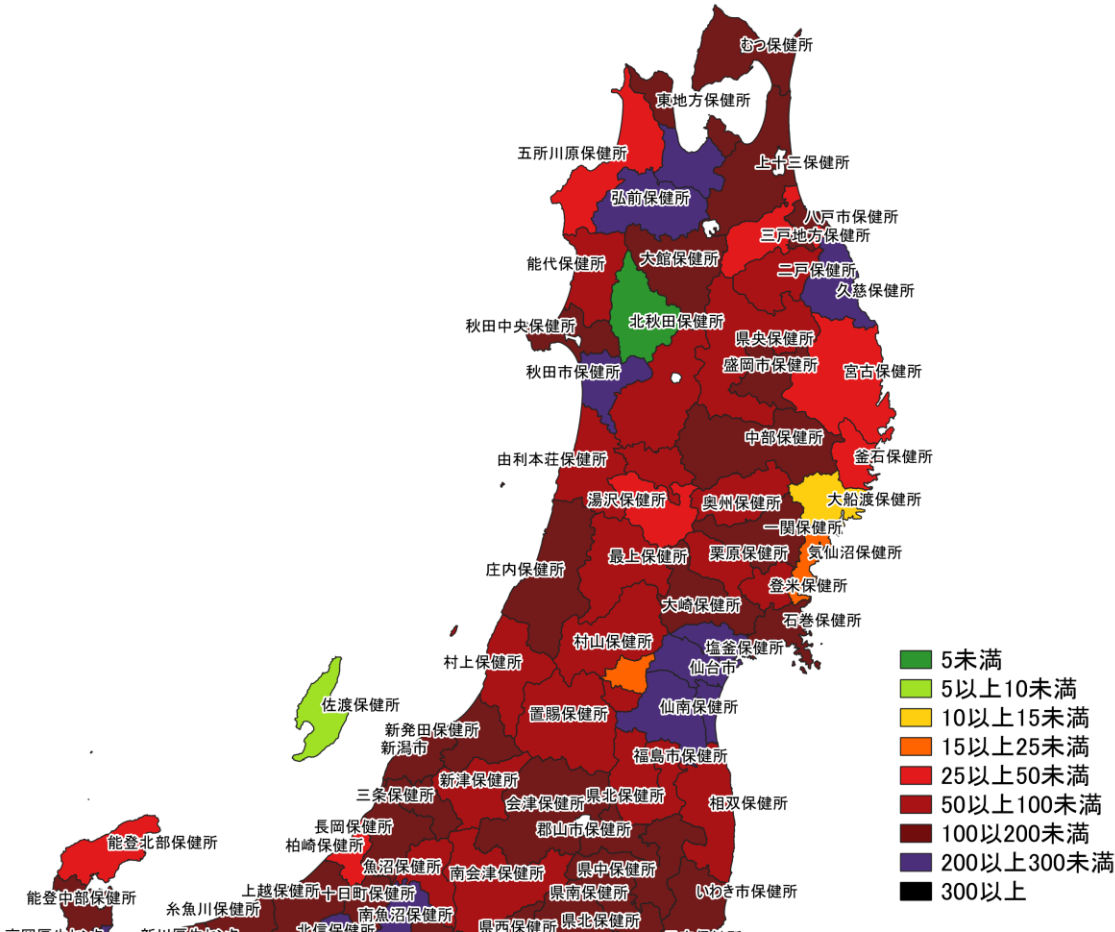 むつ保健所
東地方保健所
五所川原保健所
上十三保健所
弘前保健所
八戸市保健所
三戸地方保健所
能代保健所
大館保健所
二戸保健所
久慈保健所
秋田中央保健所
北秋田保健所
県央保健所
盛岡市保健所
秋田市保健所
宮古保健所
中部保健所
由利本荘保健所
釜石保健所
湯沢保健所
奥州保健所
大船渡保健所
一関保健所
最上保健所
栗原保健所
気仙沼保健所
庄内保健所
登米保健所
大崎保健所
石巻保健所
村山保健所
塩釜保健所
村上保健所
仙台市
佐渡保健所
置賜保健所
仙南保健所
新発田保健所
新潟市
福島市保健所
新津保健所
三条保健所
会津保健所
県北保健所
相双保健所
長岡保健所
郡山市保健所
柏崎保健所
能登北部保健所
魚沼保健所
南会津保健所
県中保健所
能登中部保健所
上越保健所
十日町保健所
県南保健所
いわき市保健所
糸魚川保健所
南魚沼保健所
県西保健所
県北保健所
北信保健所
5未満
5以上10未満
10以上15未満
15以上25未満
25以上50未満
50以上100未満
100以200未満
200以上300未満
300以上